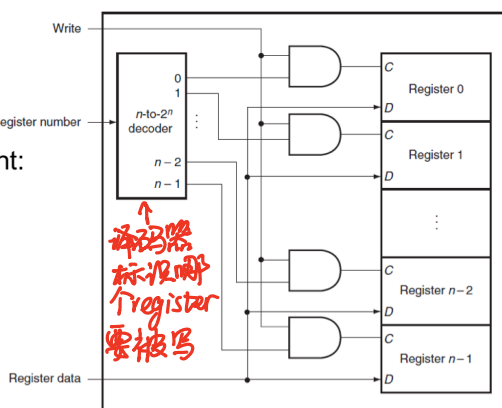 Write
0
1
n-to-2ⁿ
decoder
⋮
n – 2
n – 1
egister number
nt:
C
Register 0
D
C
Register 1
D
⋮
C
Register n – 2
D
C
Register n – 1
D
Register data
译码器
标识哪
个register
要被写